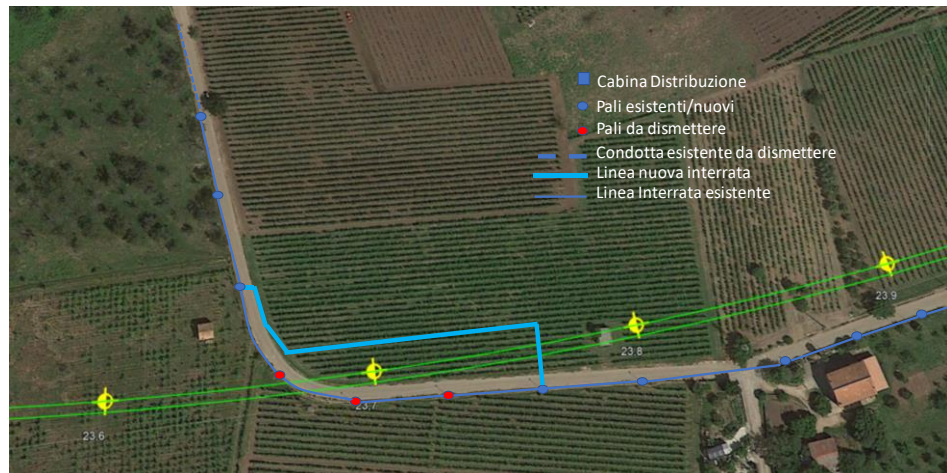 Cabina Distribuzione
Pali esistenti/nuovi
Pali da dismettere
Condotta esistente da dismettere
Linea nuova interrata
Linea Interrata esistente
23.9
23.8
23.7
23.6